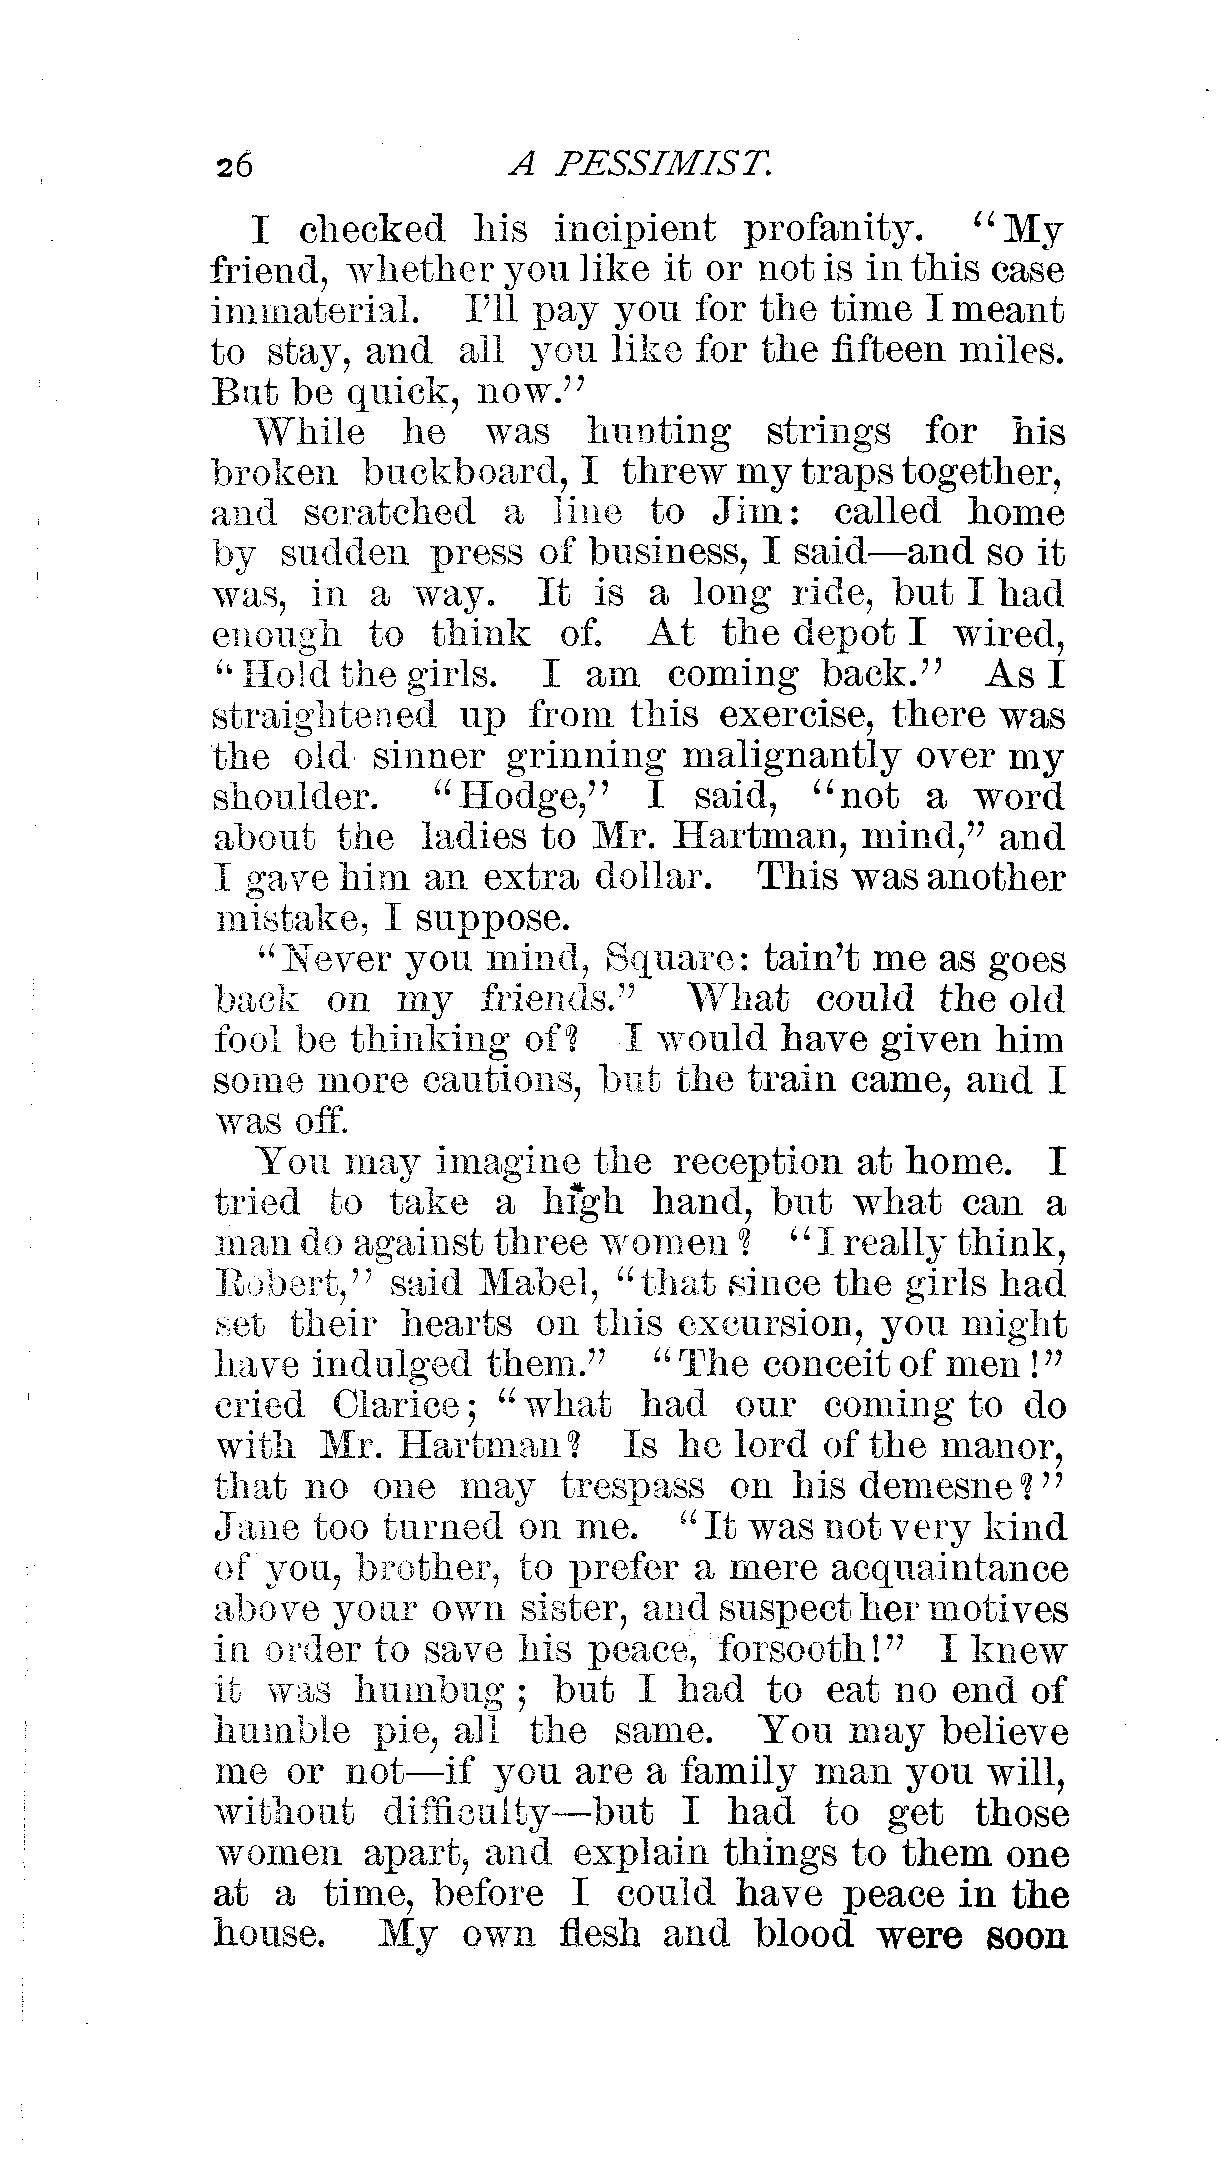 26 A PESSIMIST.
I checked his incipient profanity. “My
friend, whether you like it or not is in this case
immaterial. I’ll pay you for the time I meant
to stay, and all you like for the fifteen miles.
But be quick, now.”
While he was hunting strings for his
broken buckboard, I threw my traps together,
and scratched a line to Jim: called home
by sudden press of business, I said—and so it
was, in a way. It is a long ride, but I had
enough to think of. At the depot I wired,
“Hold the girls. I am coming back.” As I
straightened up from this exercise, there was
the old sinner grinning malignantly over my
shoulder. “Hodge,” I said, “not a word
about the ladies to Mr. Hartman, mind,” and
I gave him an extra dollar. This was another
mistake, I suppose.
“Never you mind, Square: tain’t me as goes
back on my friends.” What could the old
fool be thinking of? I would have given him
some more cautions, but the train came, and I
was off.
You may imagine the reception at home. I
tried to take a high hand, but what can a
man do against three women? “I really think,
Robert,” said Mabel, “that since the girls had
set their hearts on this excursion, you might
have indulged them.” “The conceit of men!”
cried Clarice; “what had our coming to do
with Mr. Hartman? Is he lord of the manor,
that no one may trespass on his demesne?”
Jane too turned on me. “It was not very kind
of you, brother, to prefer a mere acquaintance
above your own sister, and suspect her motives
in order to save his peace, forsooth!” I knew
it was humbug; but I had to eat no end of
humble pie, all the same. You may believe
me or not—if you are a family man you will,
without difficulty—but I had to get those
women apart, and explain things to them one
at a time, before I could have peace in the
house. My own flesh and blood were soon